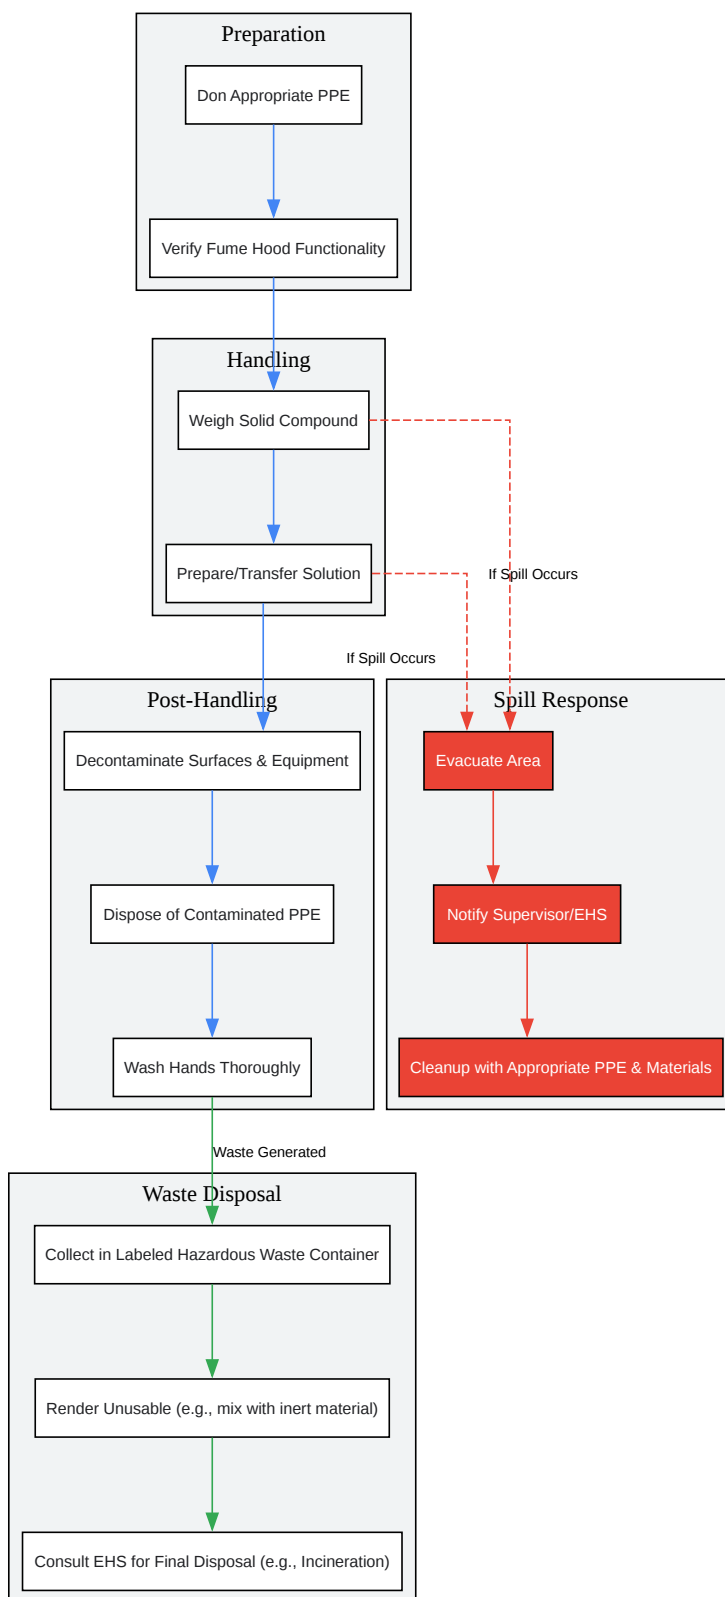 Preparation
Don Appropriate PPE
Verify Fume Hood Functionality
Handling
Weigh Solid Compound
Prepare/Transfer Solution
If Spill Occurs
If Spill Occurs
Post-Handling
Spill Response
Decontaminate Surfaces & Equipment
Evacuate Area
Dispose of Contaminated PPE
Notify Supervisor/EHS
Wash Hands Thoroughly
Cleanup with Appropriate PPE & Materials
Waste Generated
Waste Disposal
Collect in Labeled Hazardous Waste Container
Render Unusable (e.g., mix with inert material)
Consult EHS for Final Disposal (e.g., Incineration)